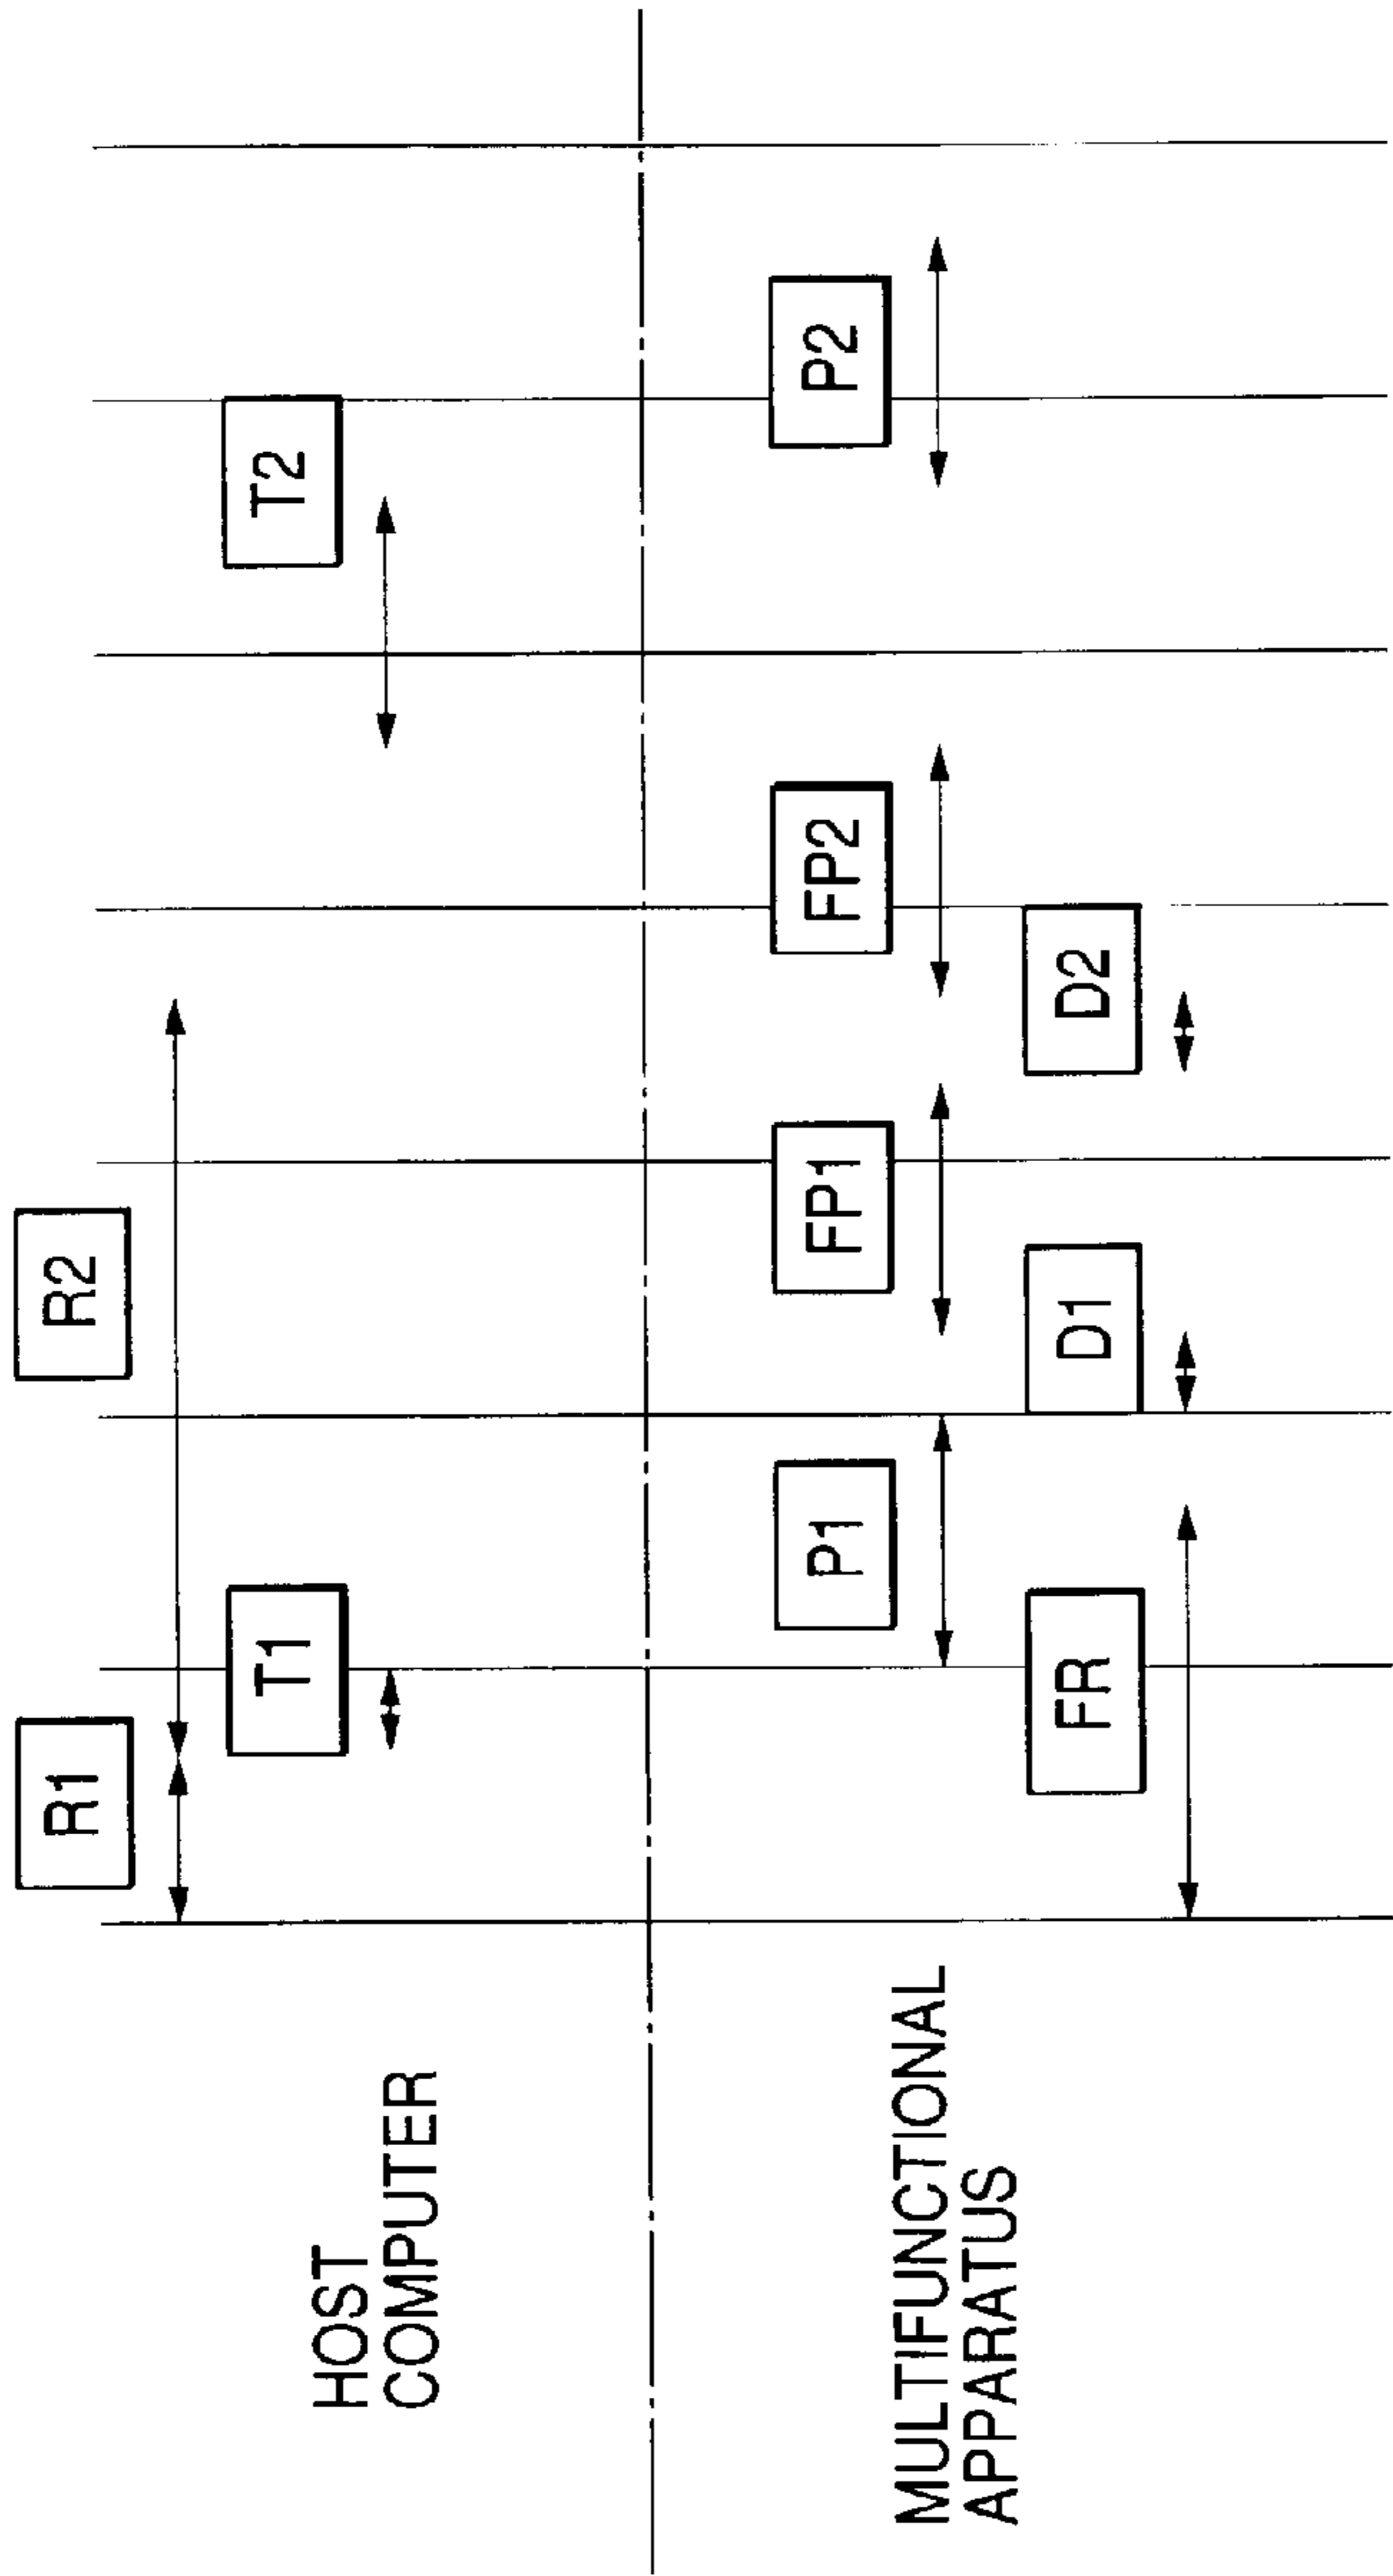 HOST
COMPUTER
R1
R2
T1
T2
MULTIFUNCTIONAL
APPARATUS
P1
FP1
FP2
P2
FR
D1
D2